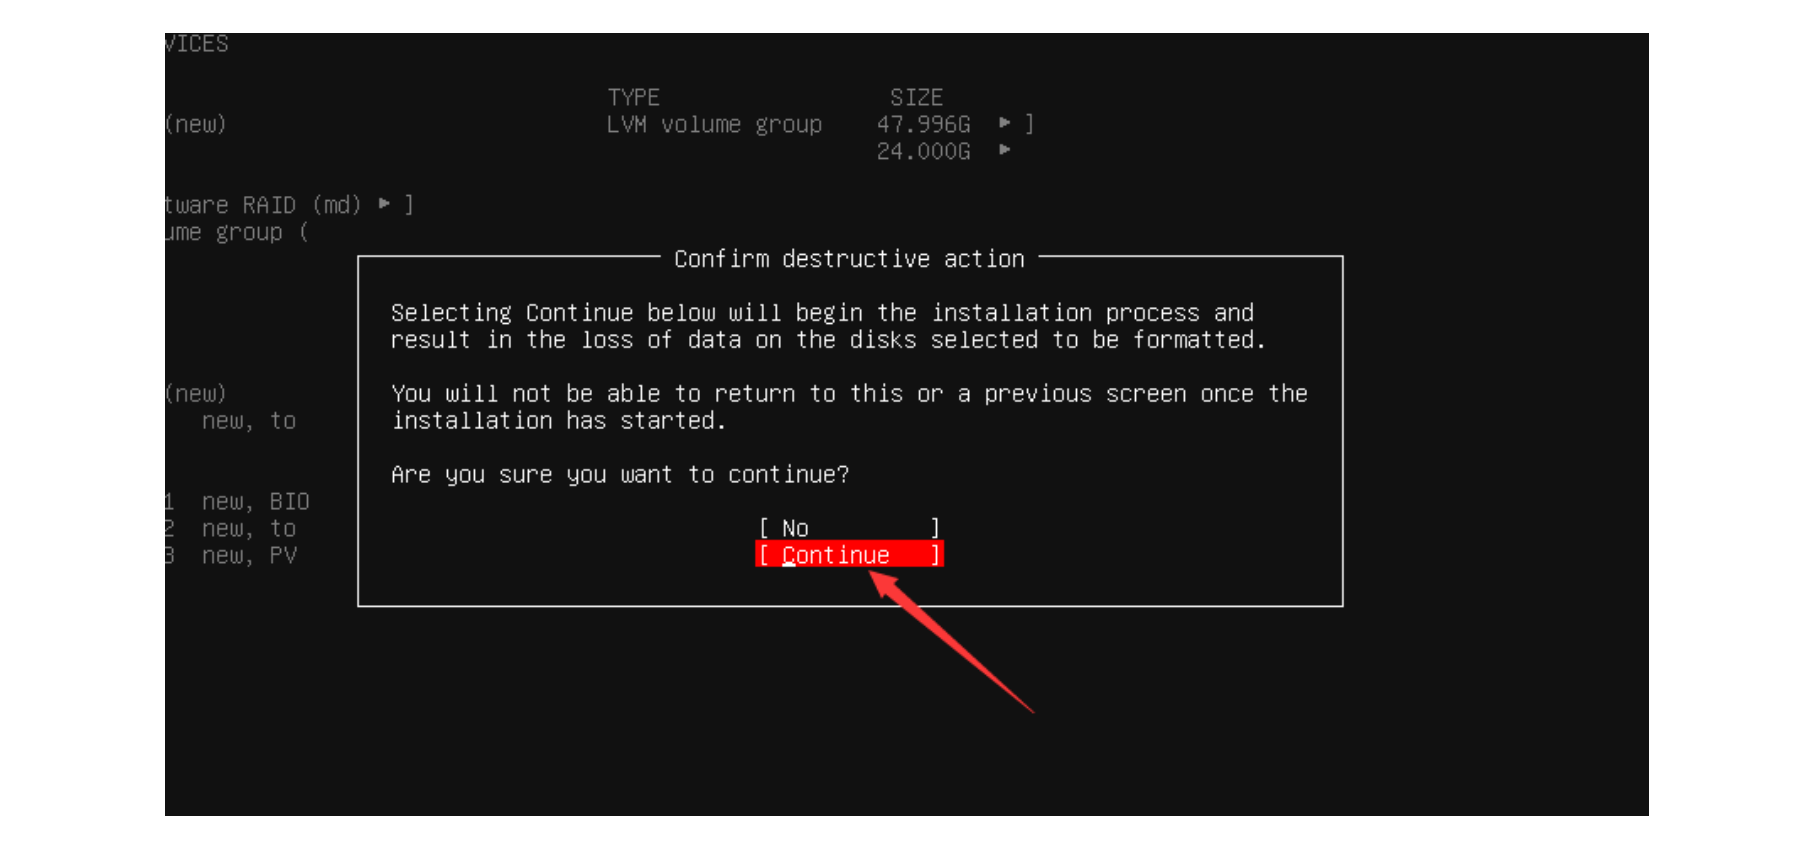 VICES
TYPE SIZE
(new) LVM volume group 47.996G ► ]
24.000G ►
tware RAID (md) ► ]
ume group (
Confirm destructive action
Selecting Continue below will begin the installation process and
result in the loss of data on the disks selected to be formatted.
(new) You will not be able to return to this or a previous screen once the
new, to installation has started.
Are you sure you want to continue?
1 new, BIO
2 new, to [ No ]
3 new, PV [ Continue ]